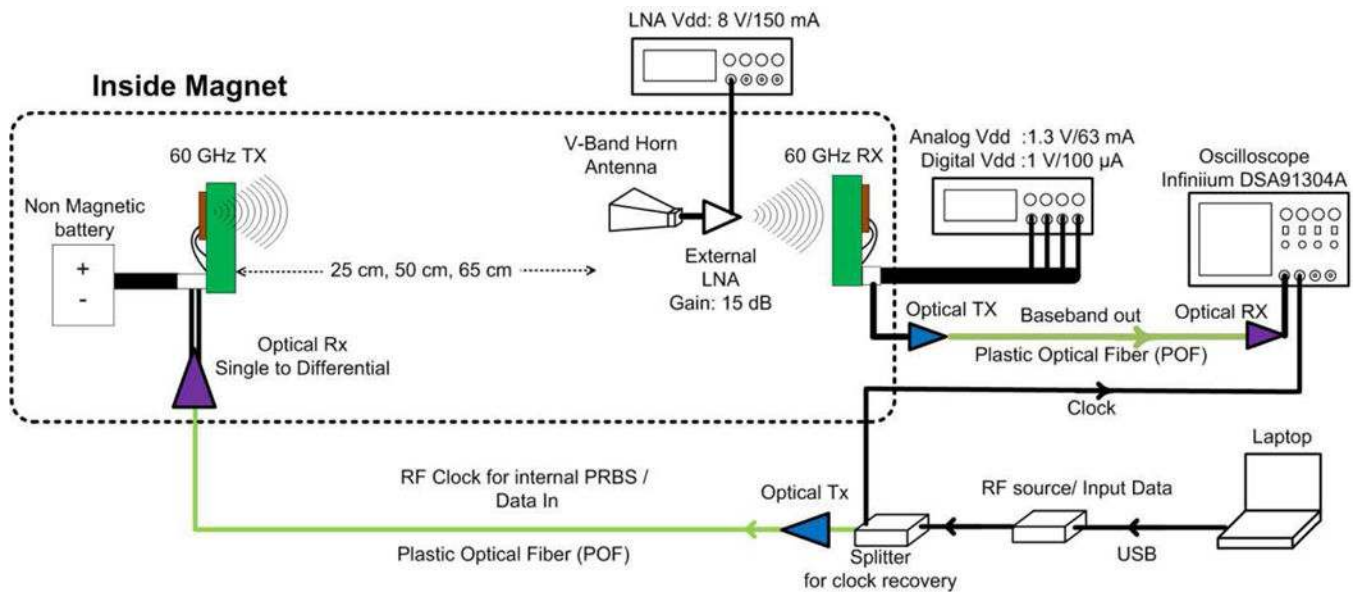 LNA Vdd: 8 V/150 mA
Inside Magnet
60 GHz TX
V-Band Horn
Antenna
60 GHz RX
Analog Vdd :1.3 V/63 mA
Digital Vdd :1 V/100 µA
Oscilloscope
Infiniium DSA91304A
Non Magnetic
battery
+
-
25 cm, 50 cm, 65 cm
External
LNA
Gain: 15 dB
Optical TX
Baseband out
Optical RX
Plastic Optical Fiber (POF)
Optical Rx
Single to Differential
Clock
Laptop
RF Clock for internal PRBS /
Data In
Optical Tx
RF source/ Input Data
Plastic Optical Fiber (POF)
Splitter
for clock recovery
USB